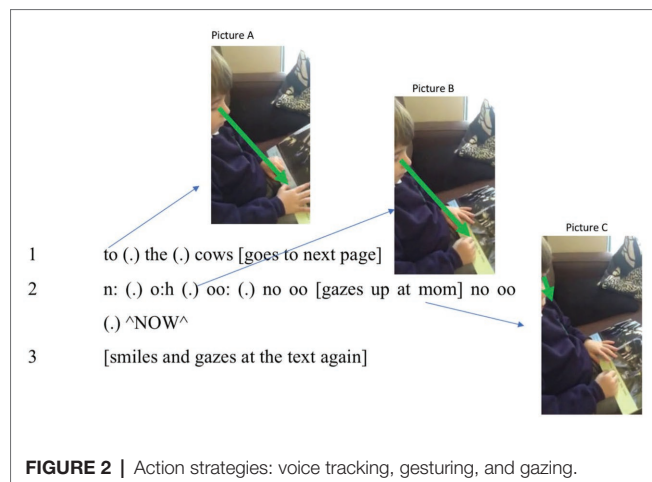 Picture A
Picture B
Picture C
1 to (.) the (.) cows [goes to next page]
2 n: (.) o:h (.) oo: (.) no oo [gazes up at mom] no oo
(.) ^NOW^
3 [smiles and gazes at the text again]
FIGURE 2 | Action strategies: voice tracking, gesturing, and gazing.